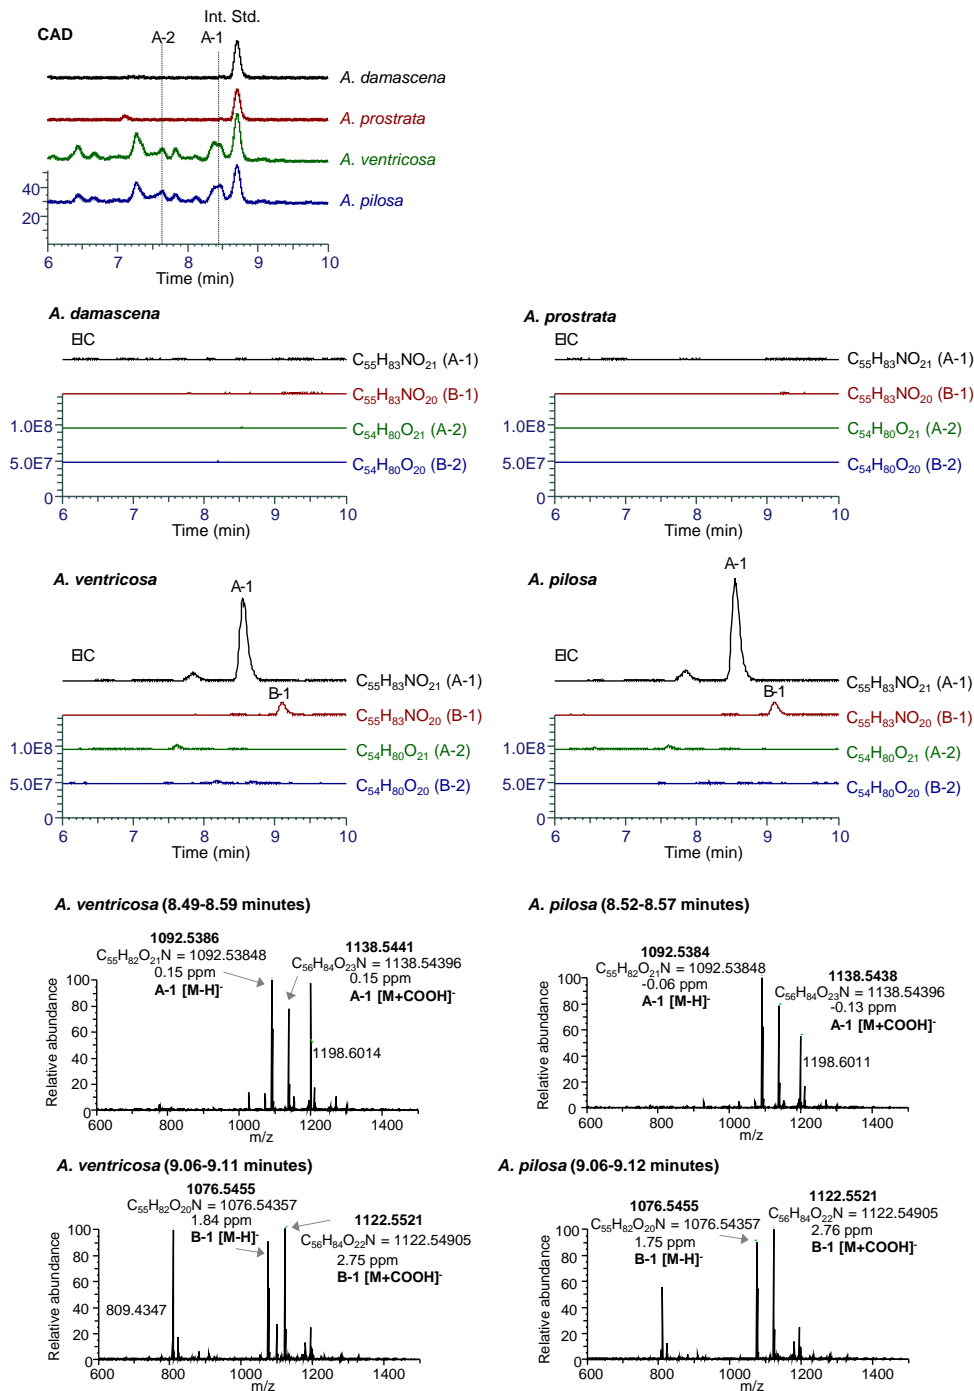 CAD
Int. Std.
A-2
A-1
A. damascena
A. prostrata
A. ventricosa
A. pilosa
40
20
6 7 8 9 10
Time (min)
A. damascena
EIC
C55H83NO21 (A-1)
C55H83NO20 (B-1)
C54H80O21 (A-2)
C54H80O20 (B-2)
1.0E8
5.0E7
0
6 7 8 9 10
Time (min)
A. prostrata
EIC
C55H83NO21 (A-1)
C55H83NO20 (B-1)
C54H80O21 (A-2)
C54H80O20 (B-2)
1.0E8
5.0E7
0
6 7 8 9 10
Time (min)
A. ventricosa
A-1
EIC
C55H83NO21 (A-1)
B-1
C55H83NO20 (B-1)
C54H80O21 (A-2)
C54H80O20 (B-2)
1.0E8
5.0E7
0
6 7 8 9 10
Time (min)
A. pilosa
A-1
EIC
C55H83NO21 (A-1)
B-1
C55H83NO20 (B-1)
C54H80O21 (A-2)
C54H80O20 (B-2)
1.0E8
5.0E7
0
6 7 8 9 10
Time (min)
A. ventricosa (8.49-8.59 minutes)
1092.5386
C55H82O21N = 1092.53848
0.15 ppm
A-1 [M-H]-
1138.5441
C56H84O23N = 1138.54396
0.15 ppm
A-1 [M+COOH]-
1198.6014
Relative abundance
100
80
60
40
20
0
600 800 1000 1200 1400
m/z
A. pilosa (8.52-8.57 minutes)
1092.5384
C55H82O21N = 1092.53848
-0.06 ppm
A-1 [M-H]-
1138.5438
C56H84O23N = 1138.54396
-0.13 ppm
A-1 [M+COOH]-
1198.6011
Relative abundance
100
80
60
40
20
0
600 800 1000 1200 1400
m/z
A. ventricosa (9.06-9.11 minutes)
1076.5455
C55H82O20N = 1076.54357
1.84 ppm
B-1 [M-H]-
1122.5521
C56H84O22N = 1122.54905
2.75 ppm
B-1 [M+COOH]-
809.4347
Relative abundance
100
80
60
40
20
0
600 800 1000 1200 1400
m/z
A. pilosa (9.06-9.12 minutes)
1076.5455
C55H82O20N = 1076.54357
1.75 ppm
B-1 [M-H]-
1122.5521
C56H84O22N = 1122.54905
2.76 ppm
B-1 [M+COOH]-
Relative abundance
100
80
60
40
20
0
600 800 1000 1200 1400
m/z